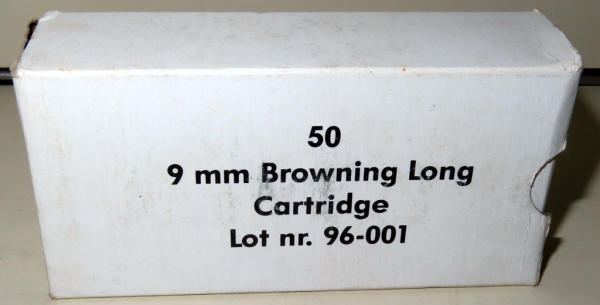 50
9 mm Browning Long
Cartridge
Lot nr. 96-001